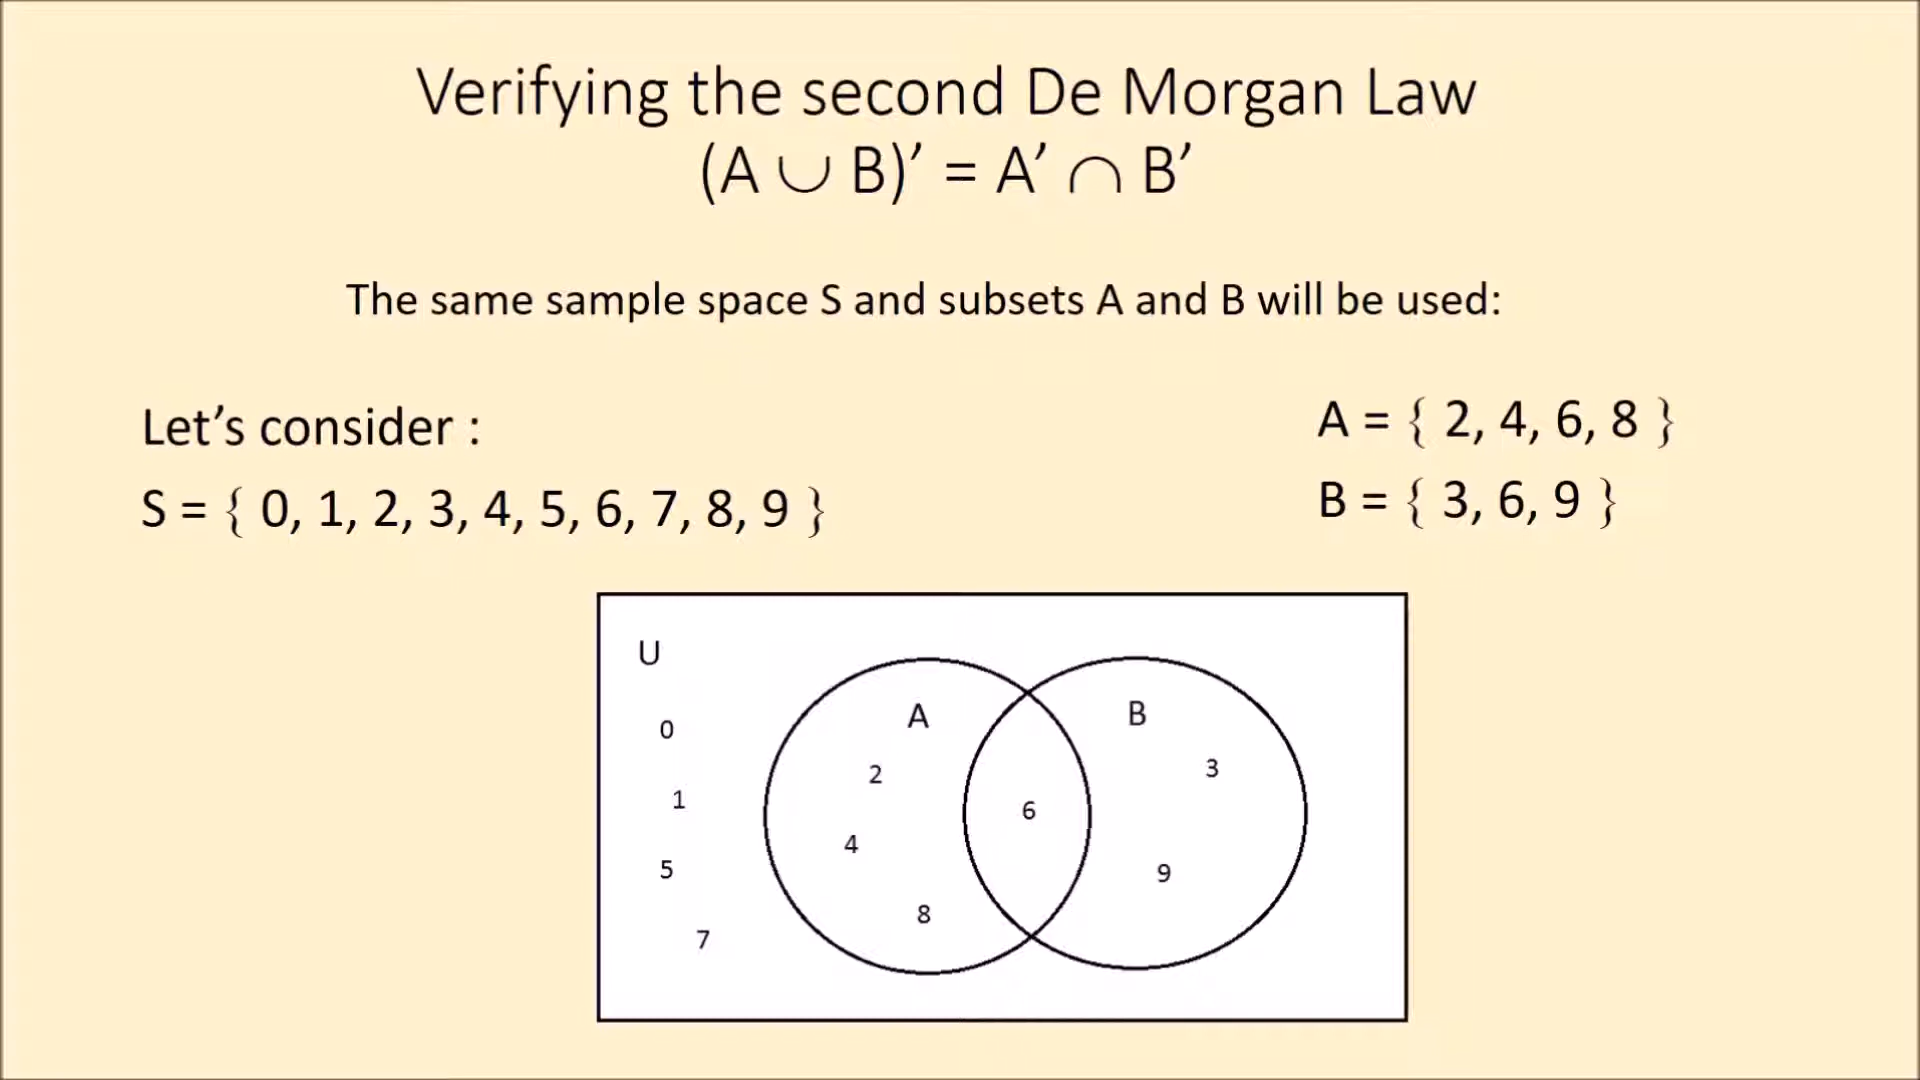 Verifying the second De Morgan Law
(A ∪ B)’ = A’ ∩ B’
The same sample space S and subsets A and B will be used:
Let’s consider :
S = { 0, 1, 2, 3, 4, 5, 6, 7, 8, 9 }
A = { 2, 4, 6, 8 }
B = { 3, 6, 9 }
U
0
1
5
7
A
2
4
8
6
B
3
9